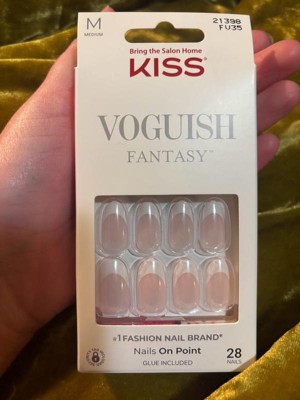 M
MEDIUM
21398
FV35
Bring the Salon Home
KISS
VOGUISH
FANTASY™
#1 FASHION NAIL BRAND*
Nails On Point
GLUE INCLUDED
28
NAILS